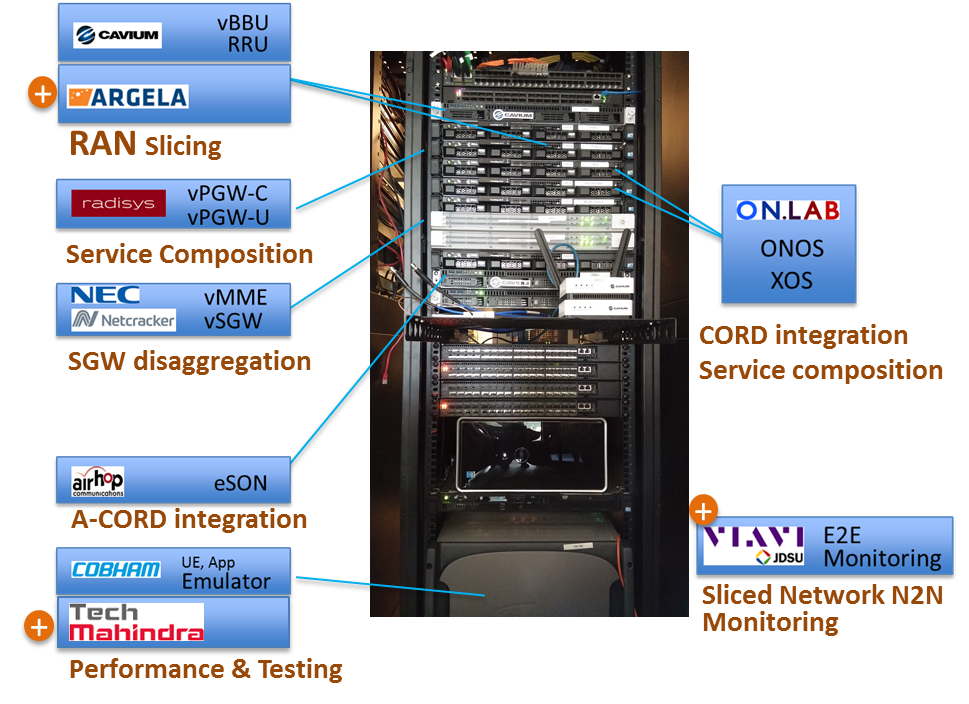 CAVIUM
vBBU
RRU
+
ARGELA
RAN Slicing
radisys
vPGW-C
vPGW-U
Service Composition
NEC
Netcracker
vMME
vSGW
SGW disaggregation
airhop
communications
eSON
A-CORD integration
COBHAM
UE, App
Emulator
+
Tech
Mahindra
Performance & Testing
CAVIUM
CAVIUM
ON.LAB
ONOS
XOS
CORD integration
Service composition
+
VIAVI
JDSU
E2E
Monitoring
Sliced Network N2N
Monitoring